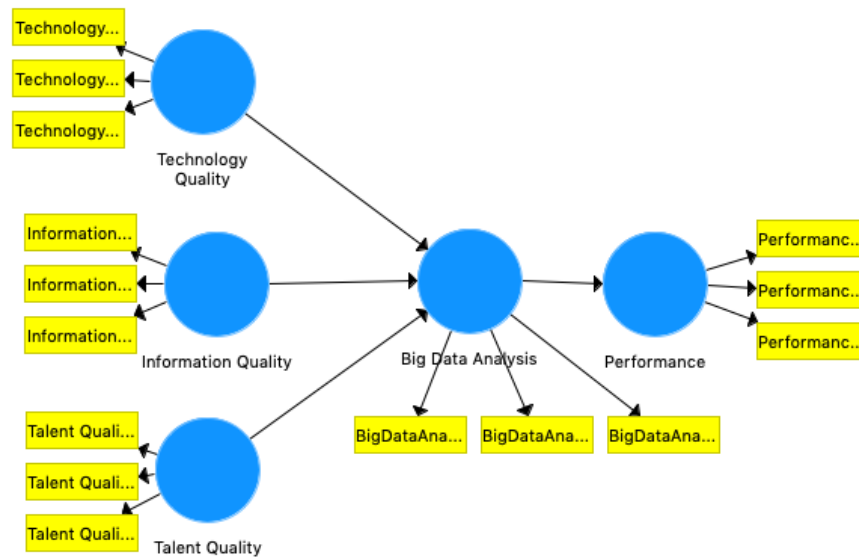 Technology...
Technology...
Technology...
Technology
Quality
Information...
Information...
Information...
Information Quality
Big Data Analysis
Performance
Performanc...
Performanc...
Performanc...
BigDataAna...
BigDataAna...
BigDataAna...
Talent Quali...
Talent Quali...
Talent Quali...
Talent Quality